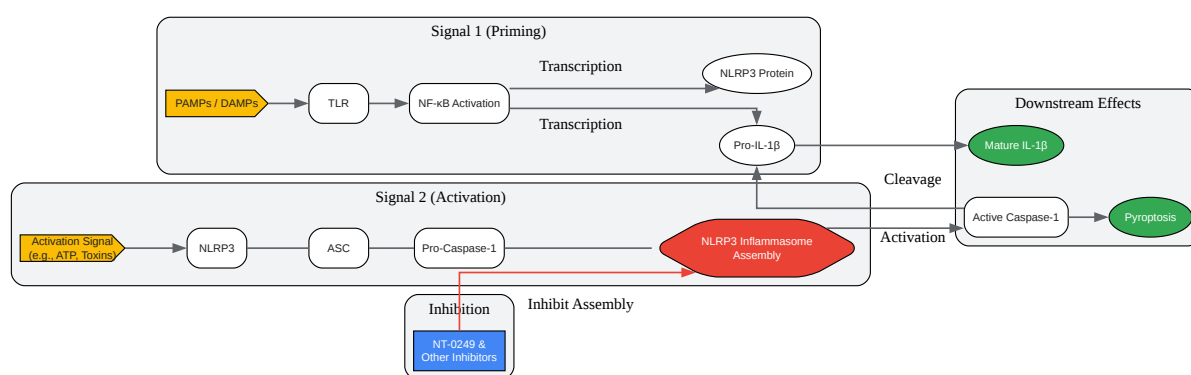 Signal 1 (Priming)
Transcription
NLRP3 Protein
PAMPs / DAMPs
TLR
NF-κB Activation
Transcription
Pro-IL-1β
Downstream Effects
Mature IL-1β
Cleavage
Active Caspase-1
Pyroptosis
Activation
Signal 2 (Activation)
Activation Signal
(e.g., ATP, Toxins)
NLRP3
ASC
Pro-Caspase-1
NLRP3 Inflammasome
Assembly
Inhibit Assembly
Inhibition
NT-0249 &
Other Inhibitors